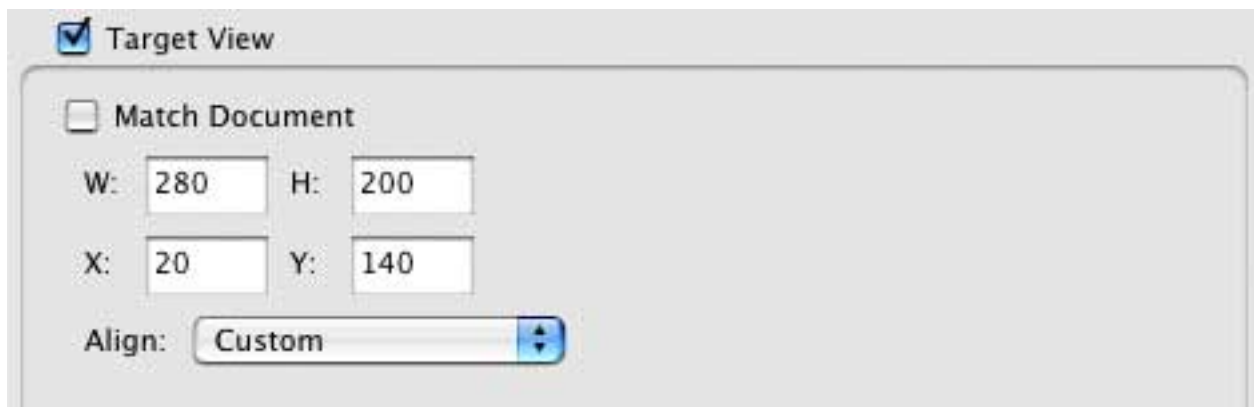 Target View
Match Document
W: 280 H: 200
X: 20 Y: 140
Align: Custom